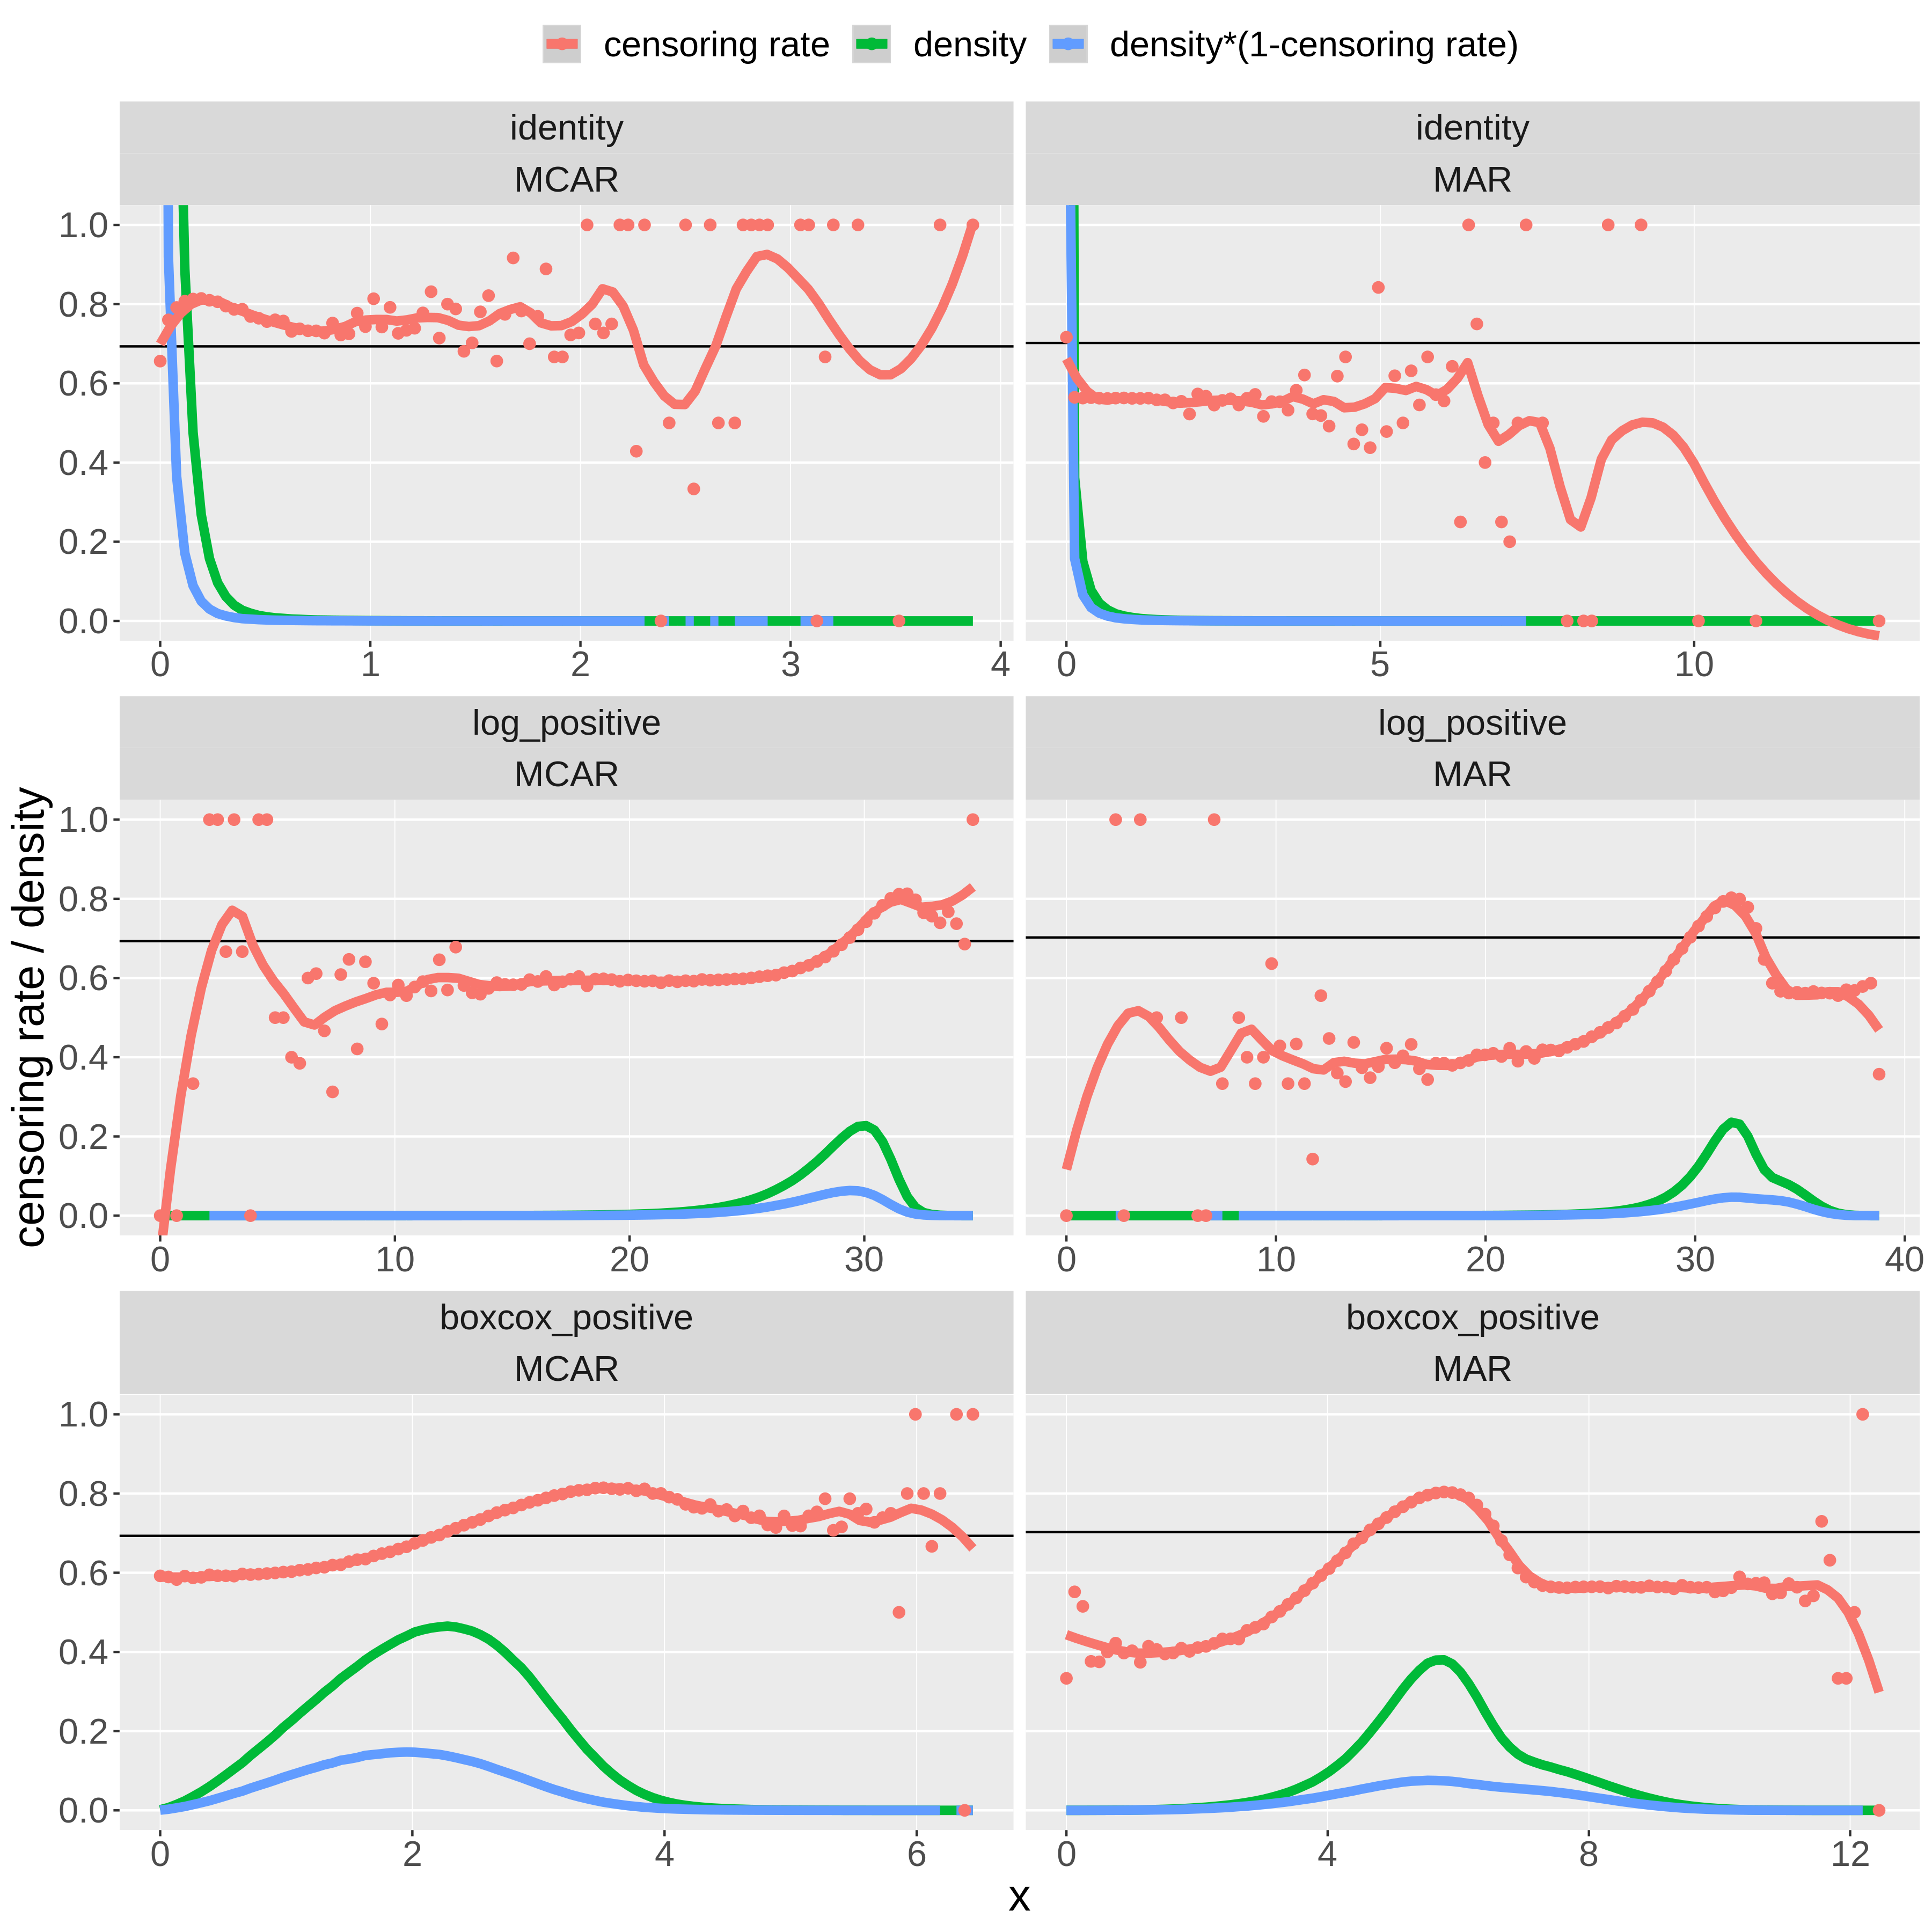 censoring rate density density*(1-censoring rate)
identity
MCAR
identity
MAR
1.0
0.8
0.6
0.4
0.2
0.0
0 1 2 3 4
0 5 10
log_positive
MCAR
log_positive
MAR
1.0
0.8
0.6
0.4
0.2
0.0
0 10 20 30
0 10 20 30 40
boxcox_positive
MCAR
boxcox_positive
MAR
1.0
0.8
0.6
0.4
0.2
0.0
0 2 4 6
0 4 8 12
censoring rate / density
x